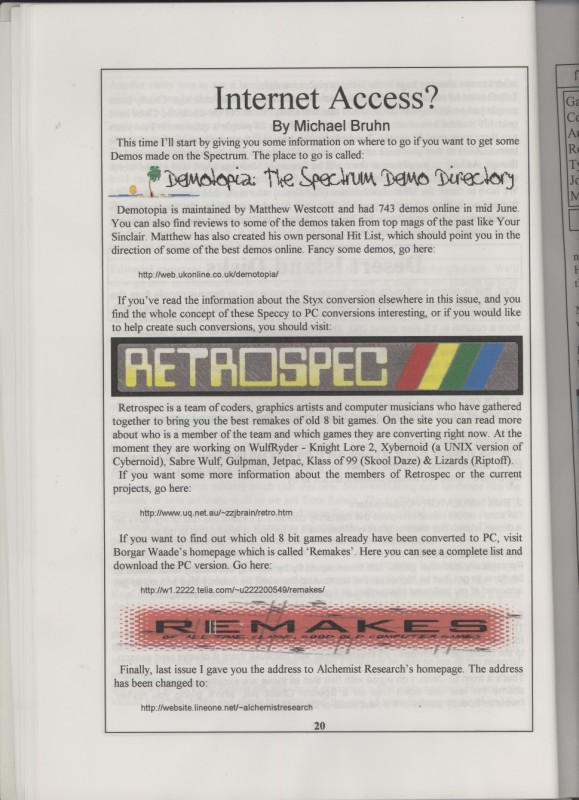 Internet Access?
By Michael Bruhn
This time I'll start by giving you some information on where to go if you want to get some
Demos made on the Spectrum. The place to go is called:
Demotopia: The Spectrum Demo Directory
Demotopia is maintained by Matthew Westcott and had 743 demos online in mid June.
You can also find reviews to some of the demos taken from top mags of the past like Your
Sinclair. Matthew has also created his own personal Hit List, which should point you in the
direction of some of the best demos online. Fancy some demos, go here:
http://web.ukonline.co.uk/demotopia/
If you've read the information about the Styx conversion elsewhere in this issue, and you
find the whole concept of these Speccy to PC conversions interesting, or if you would like
to help create such conversions, you should visit:
RETROSPEC
Retrospec is a team of coders, graphics artists and computer musicians who have gathered
together to bring you the best remakes of old 8 bit games. On the site you can read more
about who is a member of the team and which games they are converting right now. At the
moment they are working on WulfRyder - Knight Lore 2, Xybernoid (a UNIX version of
Cybernoid), Sabre Wulf, Gulpman, Jetpac, Klass of 99 (Skool Daze) & Lizards (Riptoff).
If you want some more information about the members of Retrospec or the current
projects, go here:
http://www.uq.net.au/~zzjbrain/retro.htm
If you want to find out which old 8 bit games already have been converted to PC, visit
Borgar Waade's homepage which is called 'Remakes'. Here you can see a complete list and
download the PC version. Go here:
http://w1.2222.telia.com/~u222200549/remakes/
REMAKES
OF ALL TIME CLASSIC GOOD OLD COMPUTER GAMES
Finally, last issue I gave you the address to Alchemist Research's homepage. The address
has been changed to:
http://website.lineone.net/~alchemistresearch
20